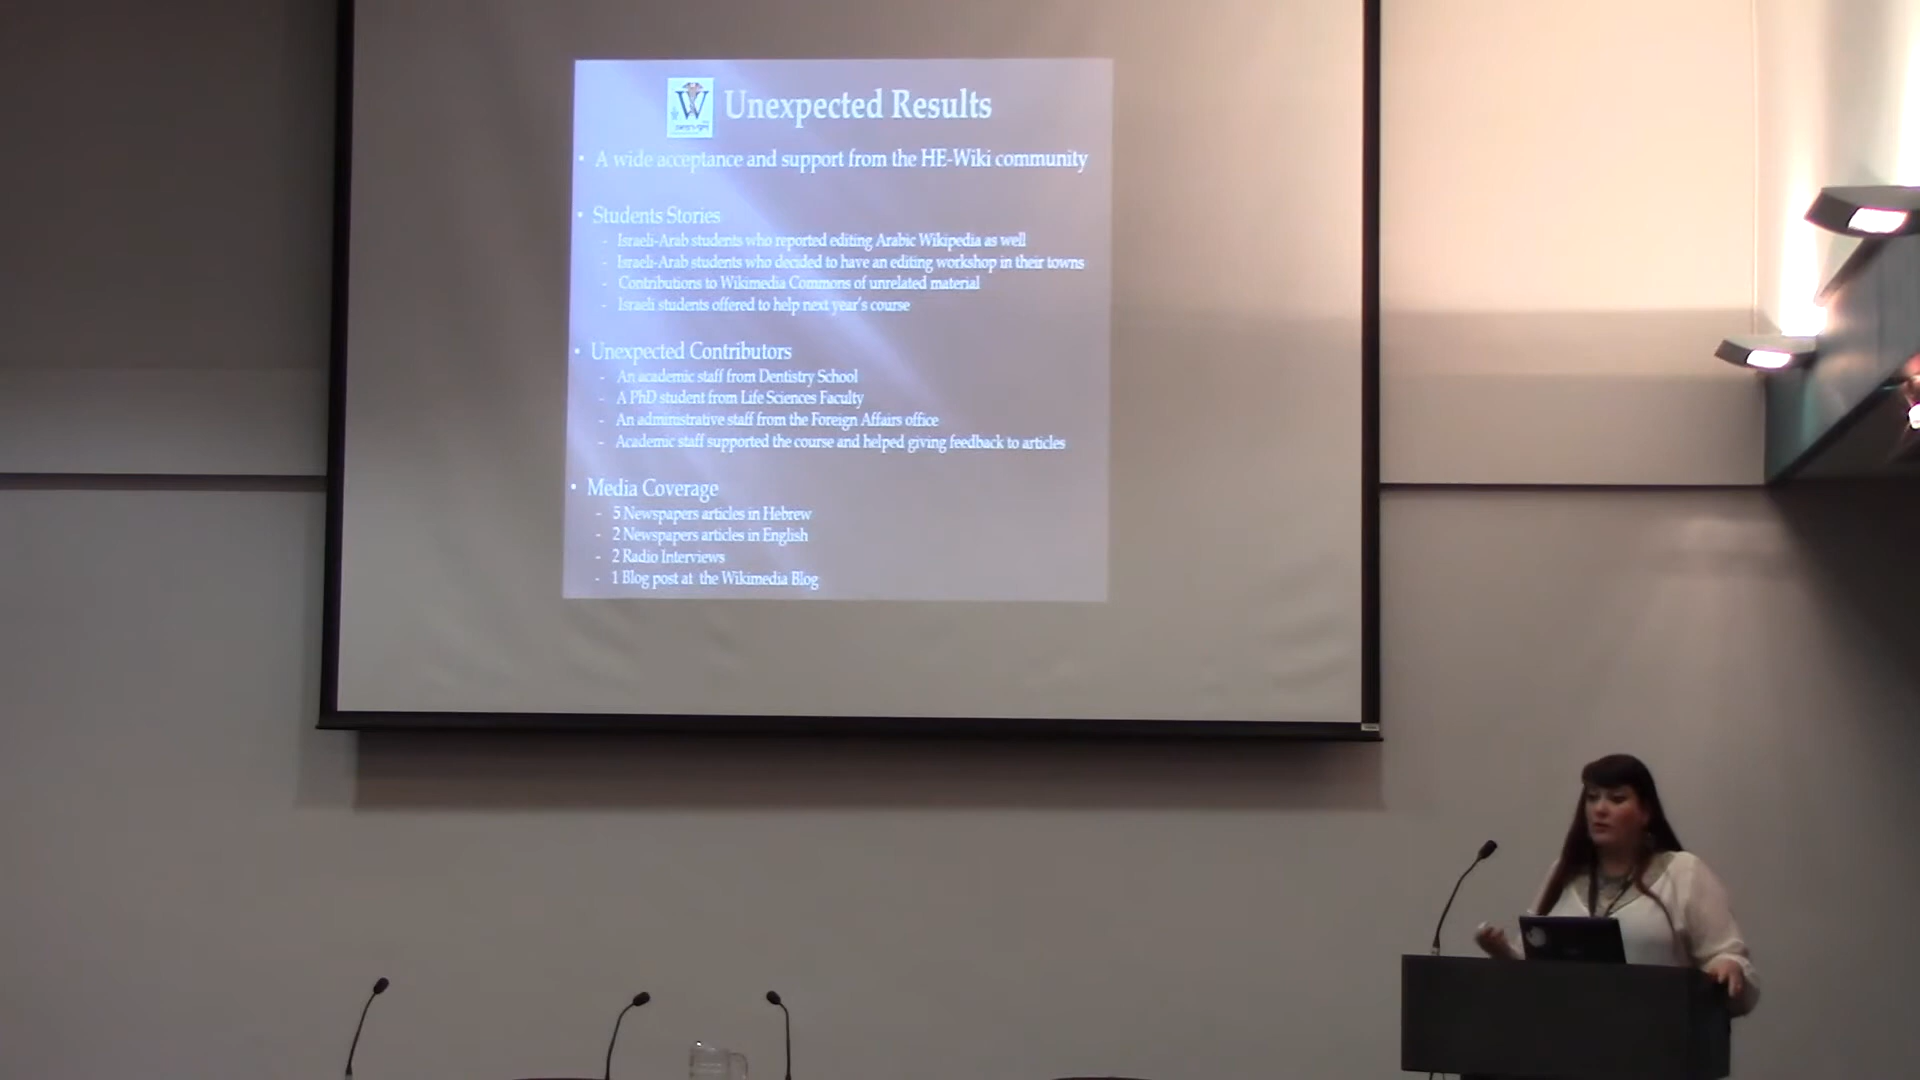 W
Unexpected Results
• A wide acceptance and support from the HE-Wiki community
• Students Stories
- Israeli-Arab students who reported editing Arabic Wikipedia as well
- Israeli-Arab students who decided to have an editing workshop in their towns
- Contributions to Wikimedia Commons of unrelated material
- Israeli students offered to help next year's course
• Unexpected Contributors
- An academic staff from Dentistry School
- A PhD student from Life Sciences Faculty
- An administrative staff from the Foreign Affairs office
- Academic staff supported the course and helped giving feedback to articles
• Media Coverage
- 5 Newspapers articles in Hebrew
- 2 Newspapers articles in English
- 2 Radio Interviews
- 1 Blog post at the Wikimedia Blog